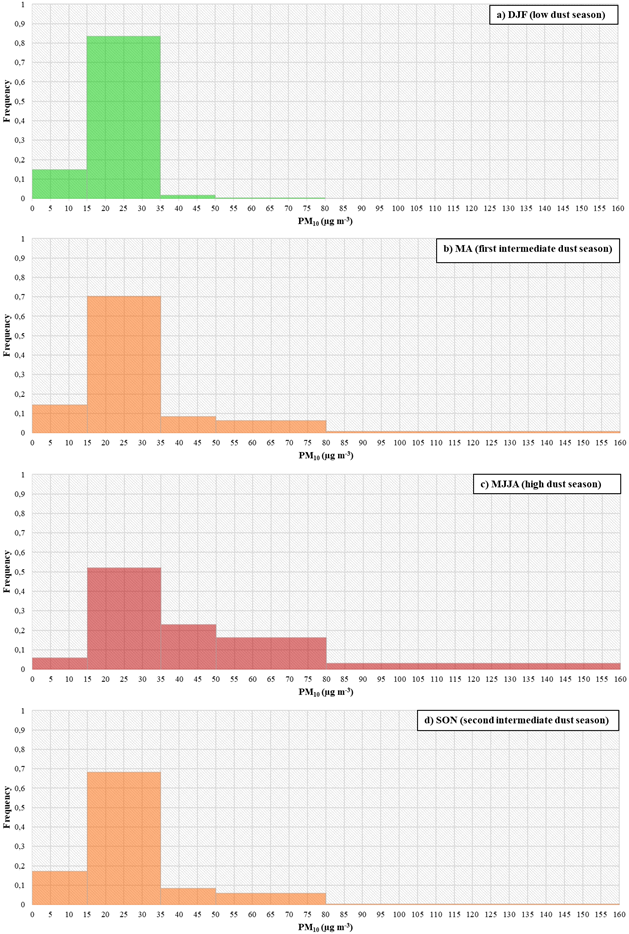 a) DJF (low dust season)
1
0,9
0,8
0,7
0,6
0,5
0,4
0,3
0,2
0,1
0
Frequency
0 5 10 15 20 25 30 35 40 45 50 55 60 65 70 75 80 85 90 95 100 105 110 115 120 125 130 135 140 145 150 155 160
PM₁₀ (µg m⁻³)
b) MA (first intermediate dust season)
1
0,9
0,8
0,7
0,6
0,5
0,4
0,3
0,2
0,1
0
Frequency
0 5 10 15 20 25 30 35 40 45 50 55 60 65 70 75 80 85 90 95 100 105 110 115 120 125 130 135 140 145 150 155 160
PM₁₀ (µg m⁻³)
c) MJJA (high dust season)
1
0,9
0,8
0,7
0,6
0,5
0,4
0,3
0,2
0,1
0
Frequency
0 5 10 15 20 25 30 35 40 45 50 55 60 65 70 75 80 85 90 95 100 105 110 115 120 125 130 135 140 145 150 155 160
PM₁₀ (µg m⁻³)
d) SON (second intermediate dust season)
1
0,9
0,8
0,7
0,6
0,5
0,4
0,3
0,2
0,1
0
Frequency
0 5 10 15 20 25 30 35 40 45 50 55 60 65 70 75 80 85 90 95 100 105 110 115 120 125 130 135 140 145 150 155 160
PM₁₀ (µg m⁻³)